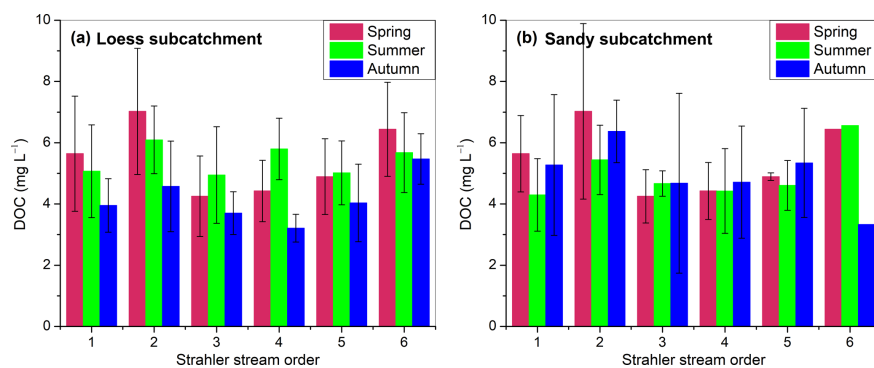 (a) Loess subcatchment
Spring
Summer
Autumn
10
8
6
4
2
0
DOC (mg L⁻¹)
1 2 3 4 5 6
Strahler stream order
(b) Sandy subcatchment
Spring
Summer
Autumn
10
8
6
4
2
0
DOC (mg L⁻¹)
1 2 3 4 5 6
Strahler stream order